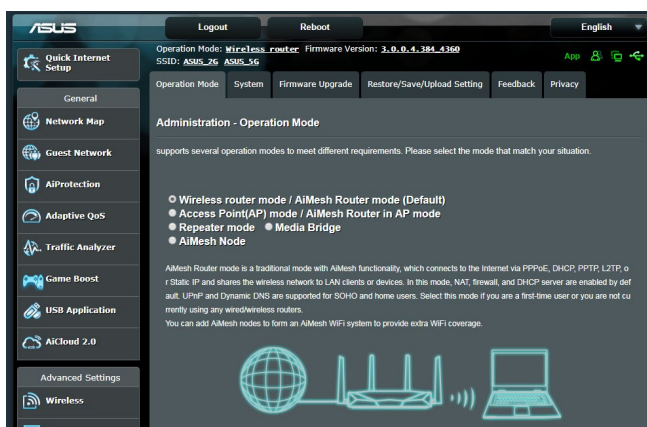 ASUS
Logout
Reboot
English
Operation Mode: Wireless router Firmware Version: 3.0.0.4.384_4360
SSID: ASUS_2G ASUS_5G
App
Quick Internet
Setup
General
Network Map
Guest Network
AiProtection
Adaptive QoS
Traffic Analyzer
Game Boost
USB Application
AiCloud 2.0
Advanced Settings
Wireless
Operation Mode System Firmware Upgrade Restore/Save/Upload Setting Feedback Privacy
Administration - Operation Mode
supports several operation modes to meet different requirements. Please select the mode that match your situation.
Wireless router mode / AiMesh Router mode (Default)
Access Point(AP) mode / AiMesh Router in AP mode
Repeater mode Media Bridge
AiMesh Node
AiMesh Router mode is a traditional mode with AiMesh functionality, which connects to the Internet via PPPoE, DHCP, PPTP, L2TP, o
r Static IP and shares the wireless network to LAN clients or devices. In this mode, NAT, firewall, and DHCP server are enabled by def
ault. UPnP and Dynamic DNS are supported for SOHO and home users. Select this mode if you are a first-time user or you are not cu
rrently using any wired/wireless routers.
You can add AiMesh nodes to form an AiMesh WiFi system to provide extra WiFi coverage.